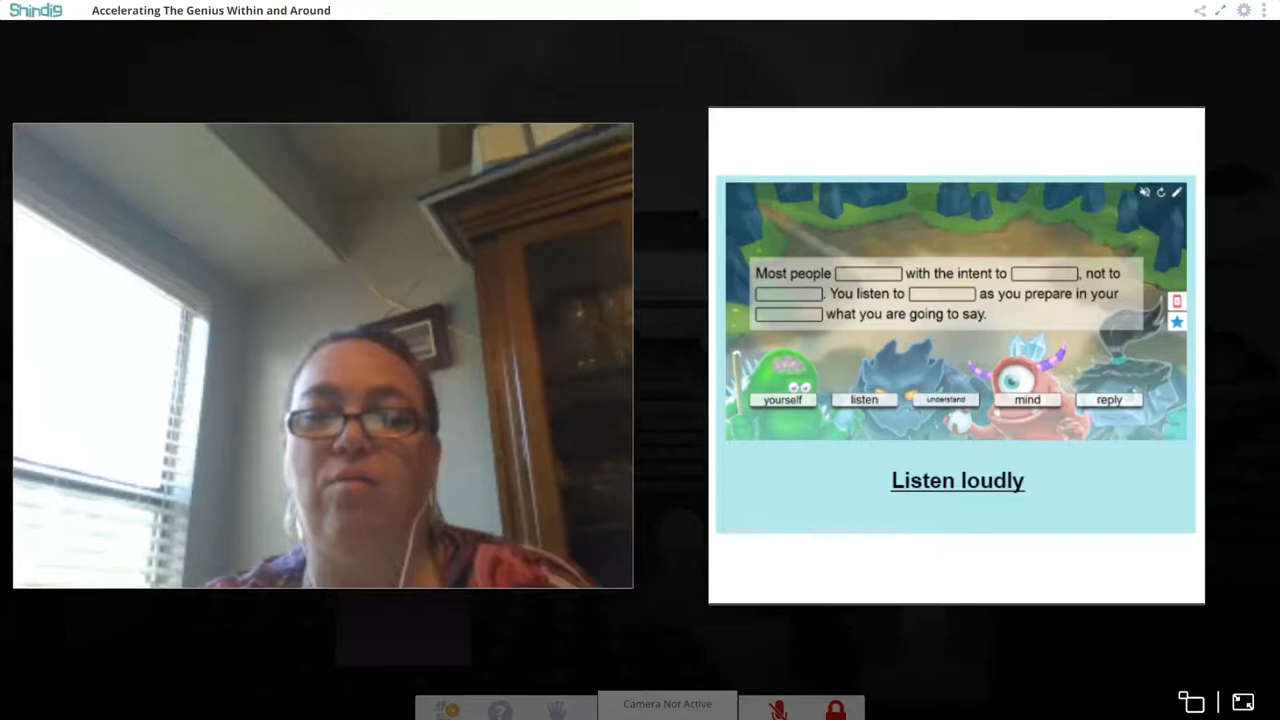 Shindig
Accelerating The Genius Within and Around
Most people with the intent to , not to
. You listen to as you prepare in your
what you are going to say.
yourself
listen
understand
mind
reply
Listen loudly
Camera Not Active